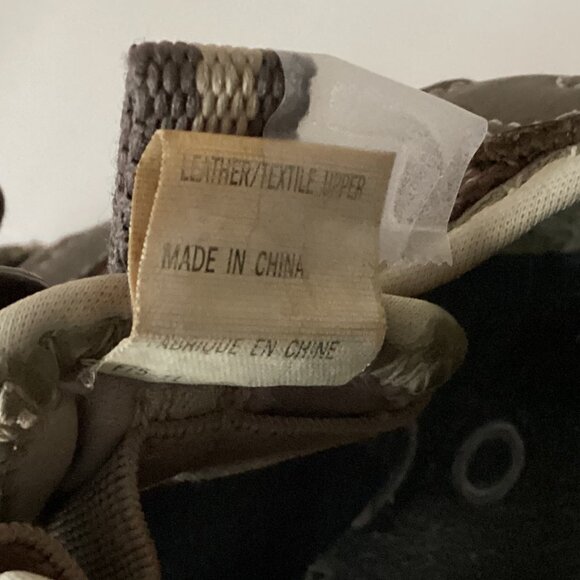 LEATHER/TEXTILE UPPER
MADE IN CHINA
FABRIQUE EN CHINE